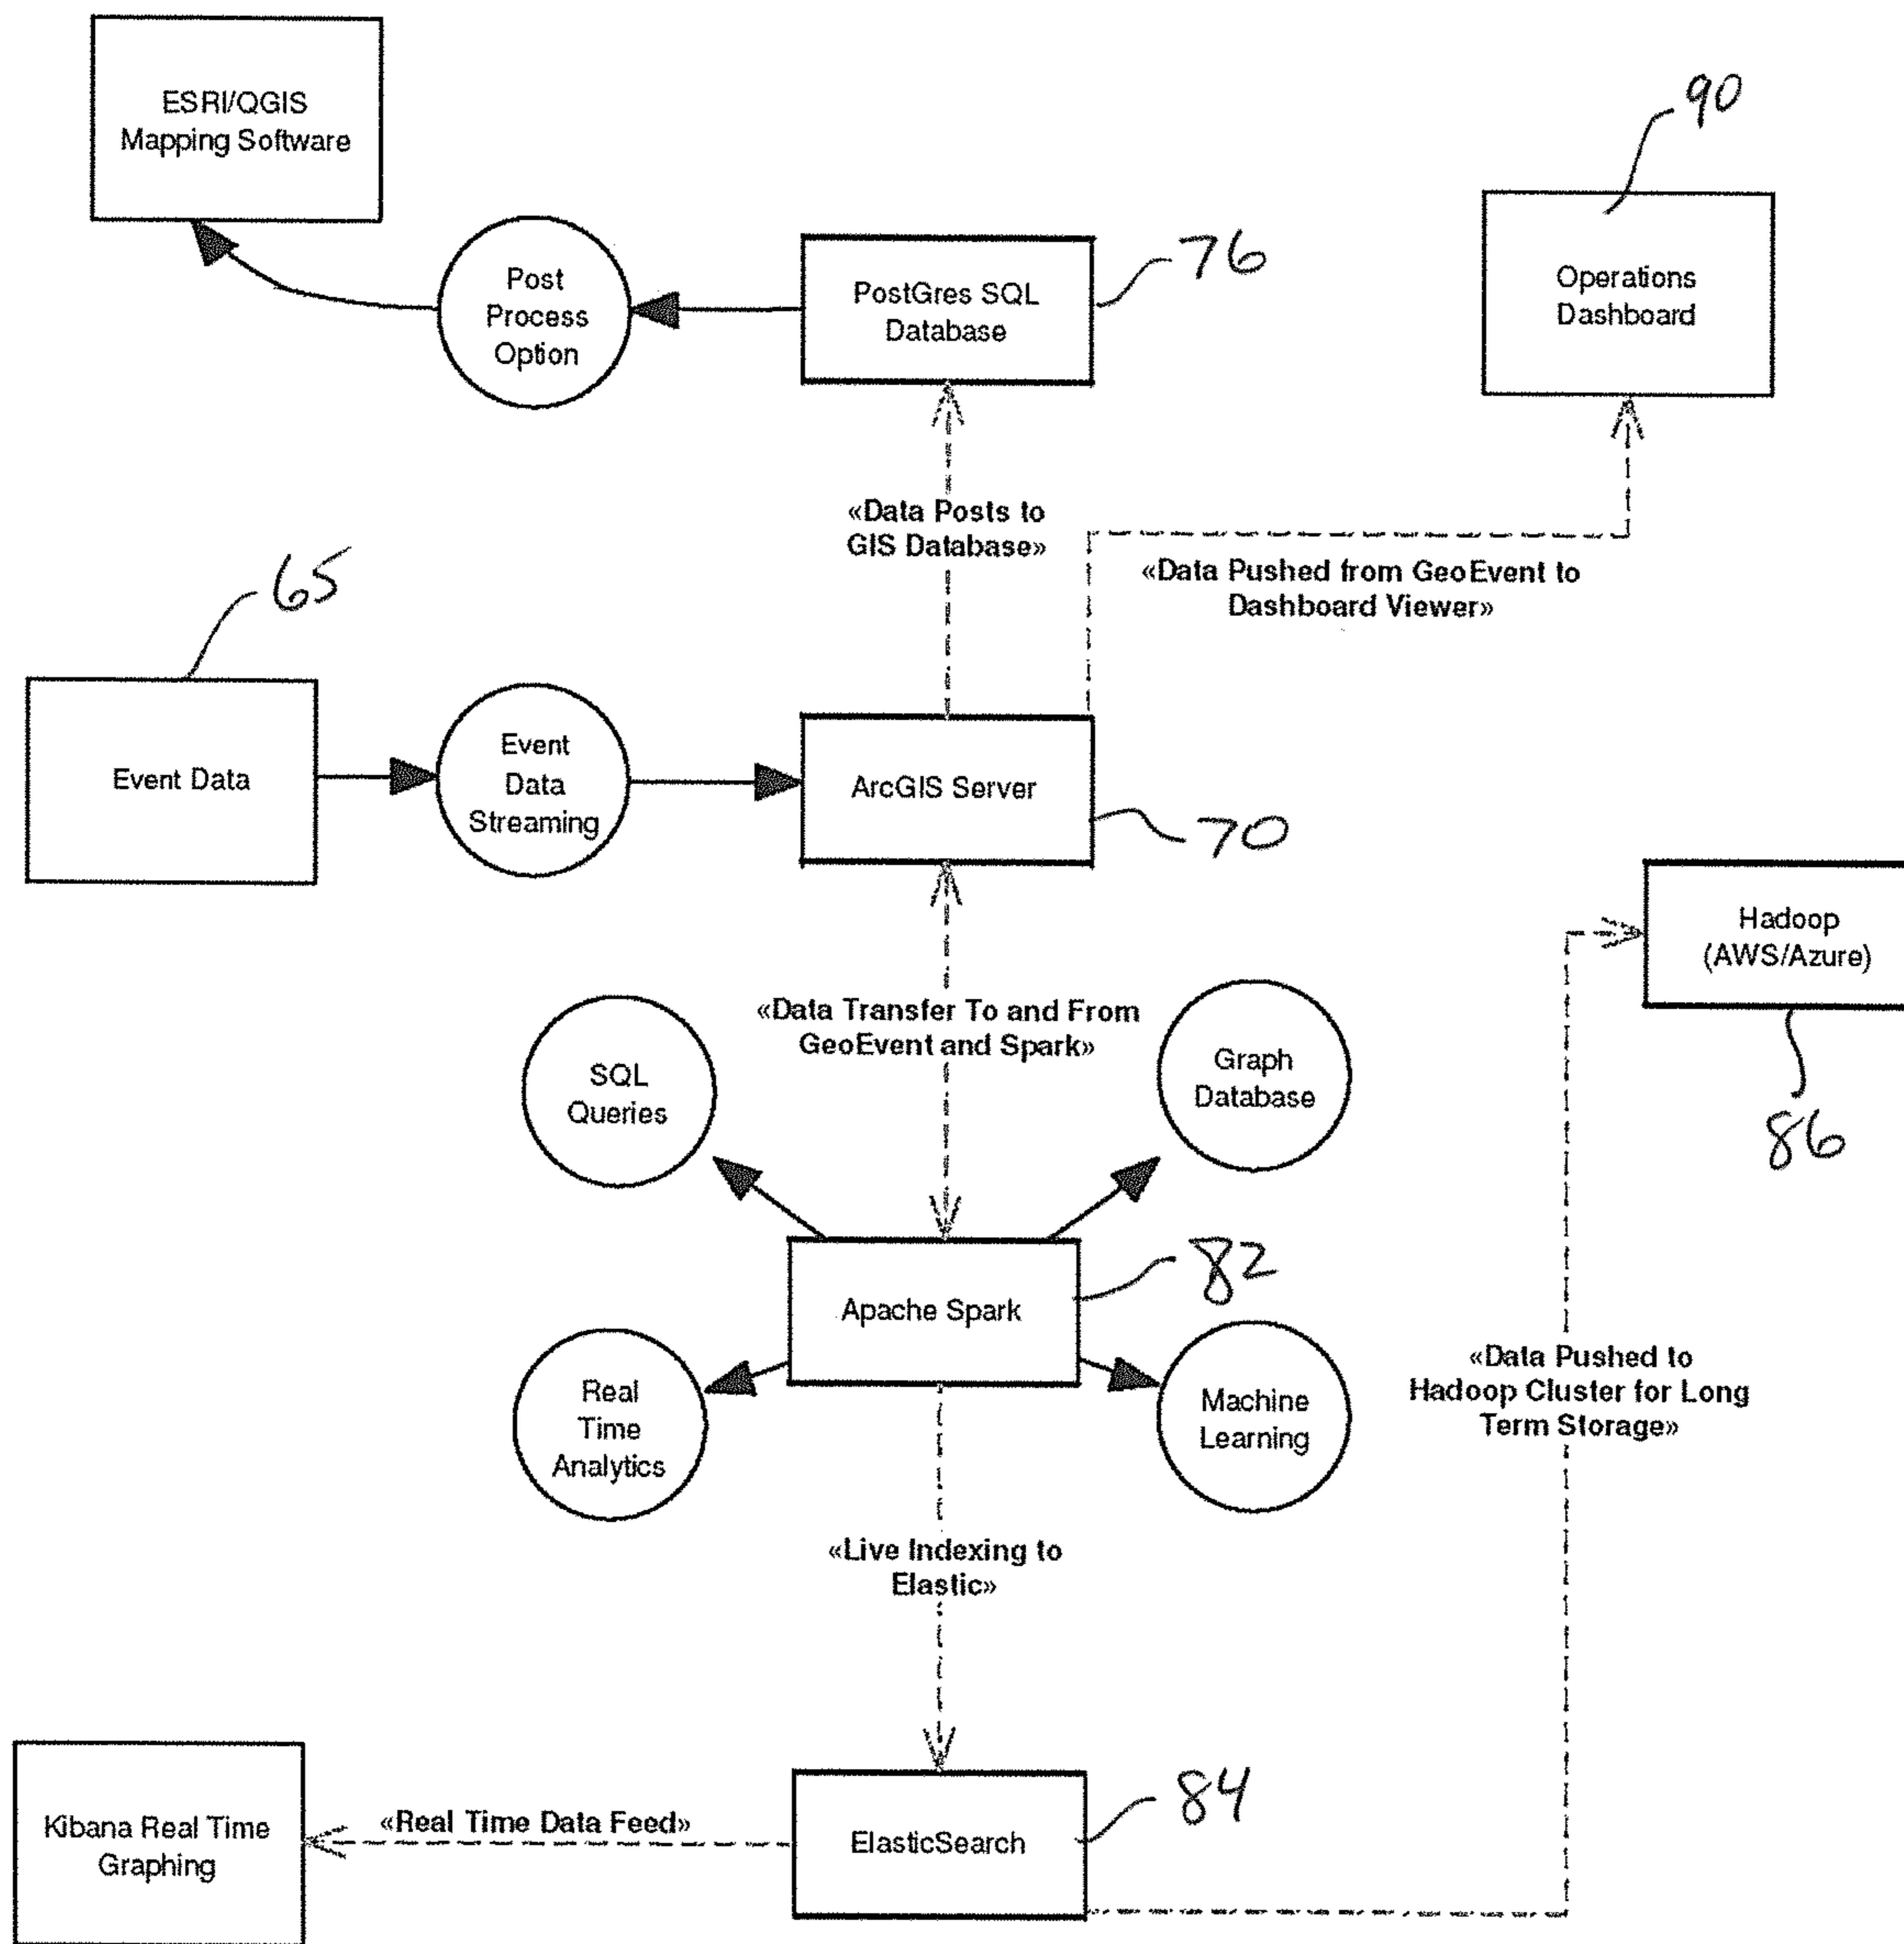 ESRI/QGIS
Mapping Software
90
Post
Process
Option
PostGres SQL
Database
76
Operations
Dashboard
«Data Posts to
GIS Database»
«Data Pushed from GeoEvent to
Dashboard Viewer»
65
Event Data
Event
Data
Streaming
ArcGIS Server
70
Hadoop
(AWS/Azure)
86
«Data Transfer To and From
GeoEvent and Spark»
SQL
Queries
Graph
Database
Apache Spark
82
Real
Time
Analytics
Machine
Learning
«Data Pushed to
Hadoop Cluster for Long
Term Storage»
«Live Indexing to
Elastic»
Kibana Real Time
Graphing
«Real Time Data Feed»
ElasticSearch
84